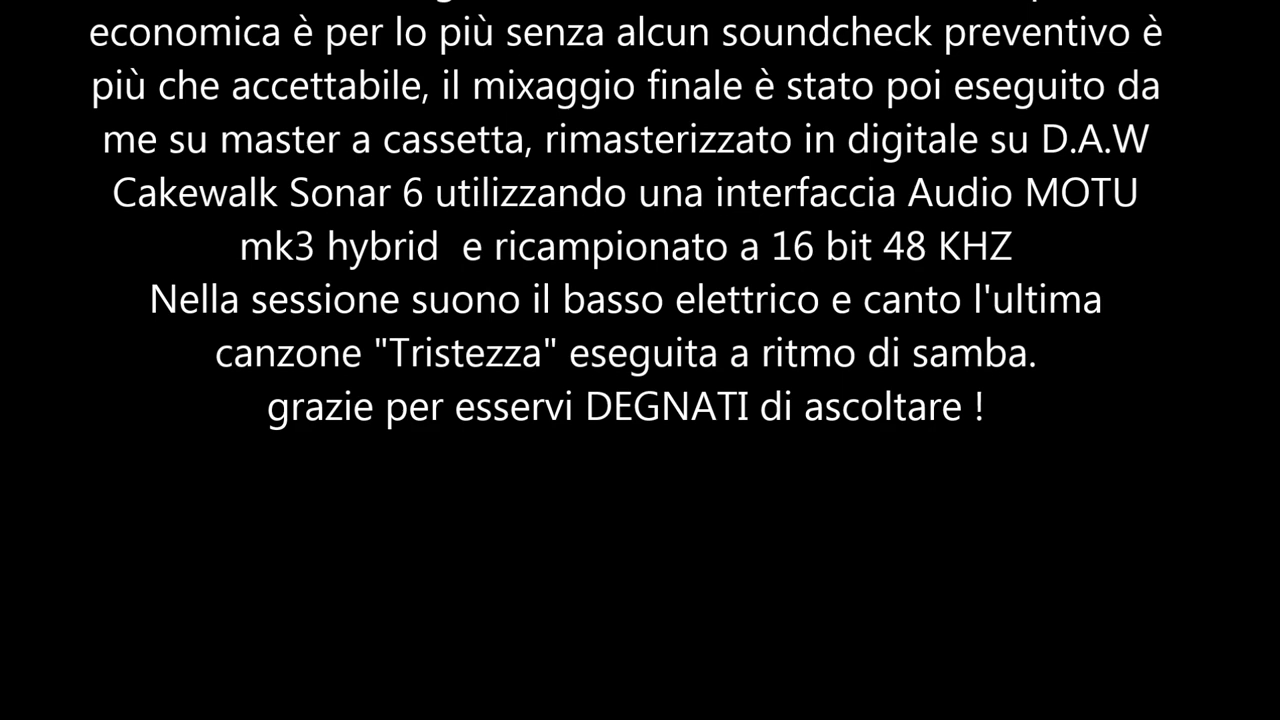 economica è per lo più senza alcun soundcheck preventivo è
più che accettabile, il mixaggio finale è stato poi eseguito da
me su master a cassetta, rimasterizzato in digitale su D.A.W
Cakewalk Sonar 6 utilizzando una interfaccia Audio MOTU
mk3 hybrid  e ricampionato a 16 bit 48 KHZ
Nella sessione suono il basso elettrico e canto l'ultima
canzone "Tristezza" eseguita a ritmo di samba.
grazie per esservi DEGNATI di ascoltare !